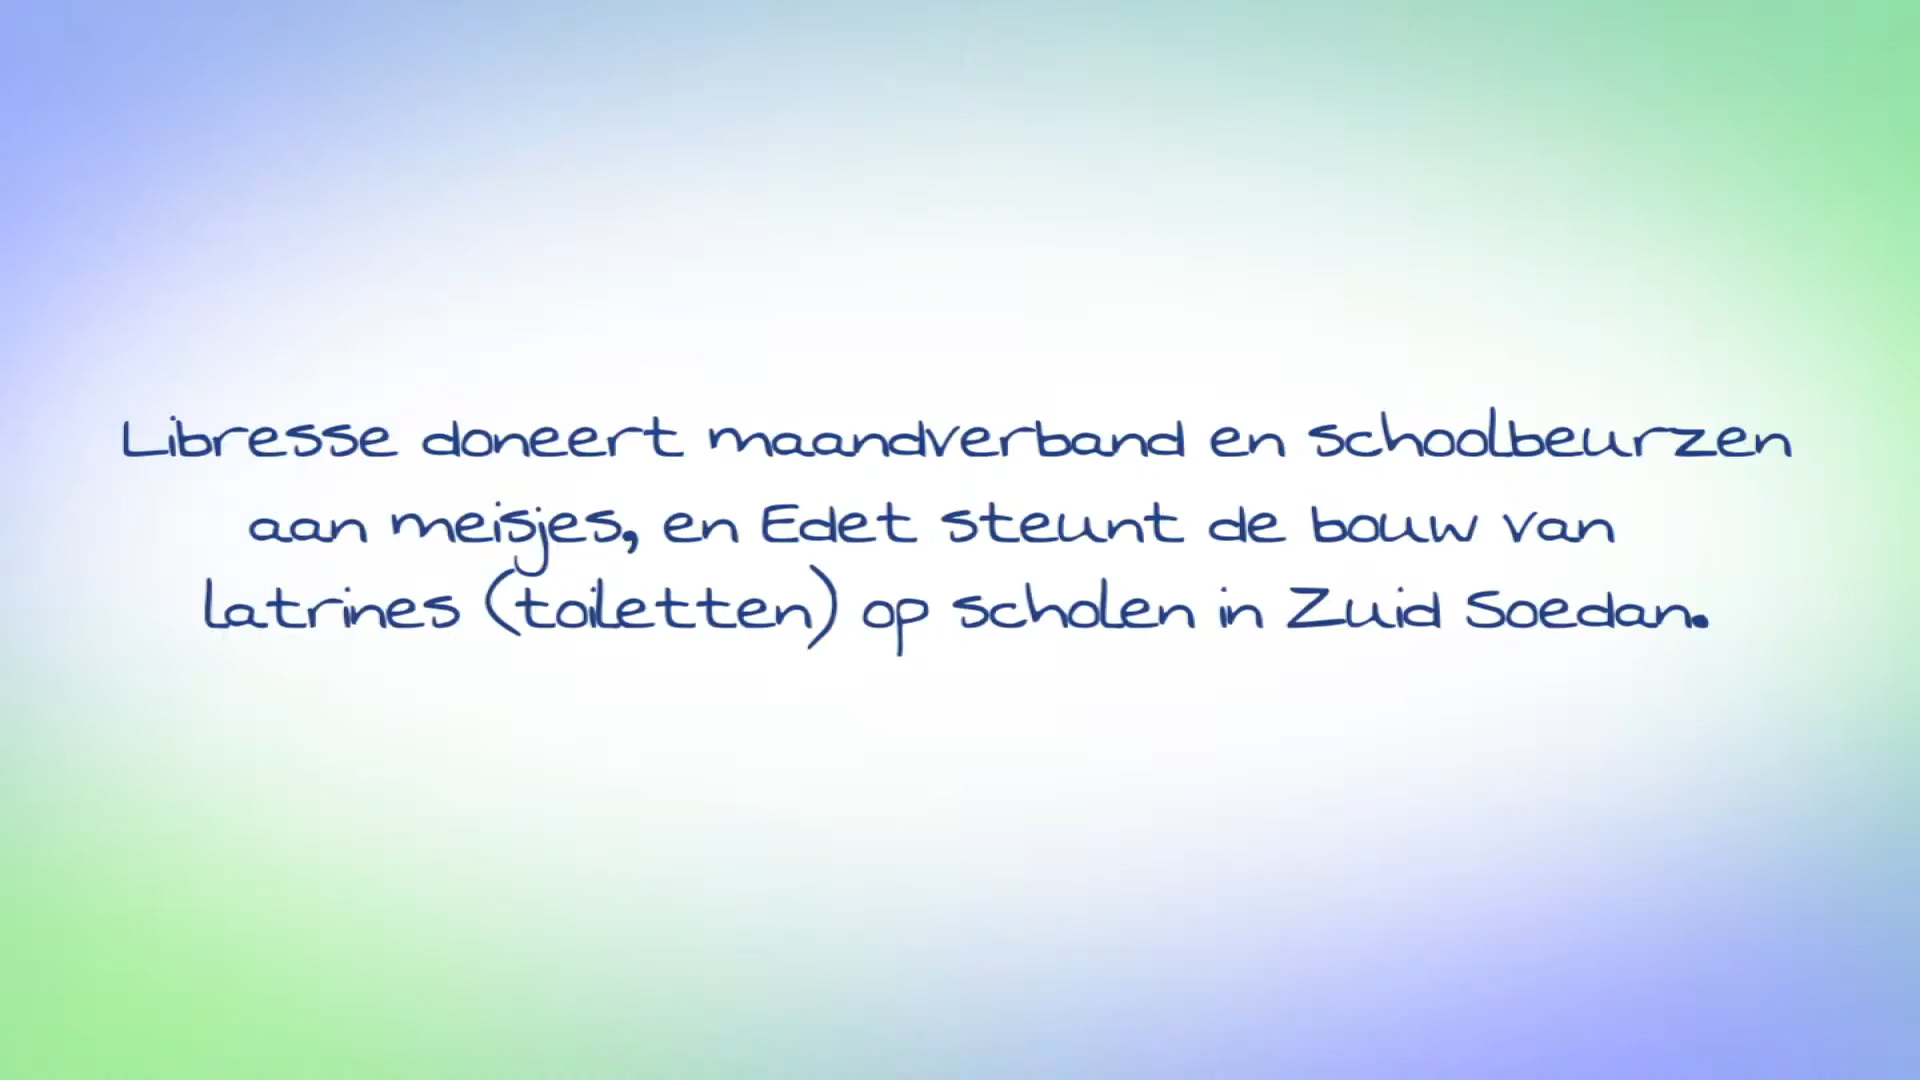 Libresse doneert maandverband en schoolbeurzen
aan meisjes, en Edet steunt de bouw van
latrines (toiletten) op scholen in Zuid Soedan.